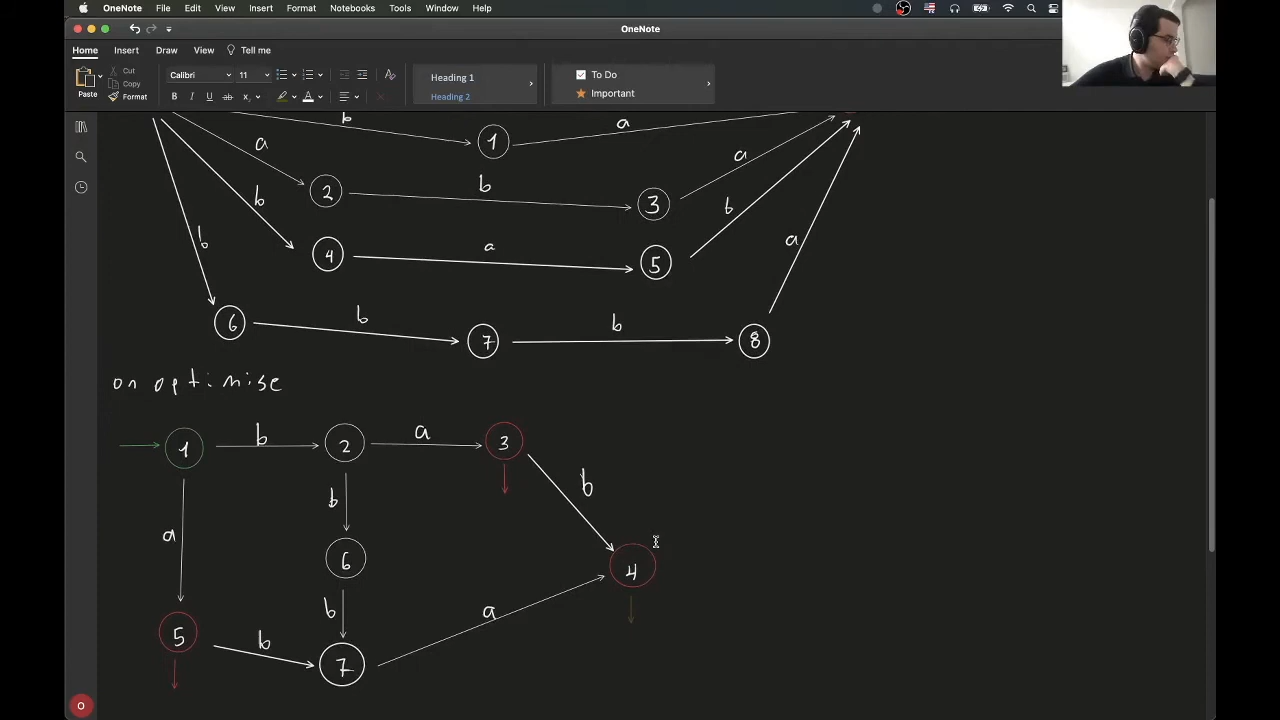 OneNote File Edit View Insert Format Notebooks Tools Window Help
OneNote
Home Insert Draw View Tell me
Paste
Cut
Copy
Format
Calibri 11
B I U ab x A
Heading 1
Heading 2
To Do
Important
b
1
a
a
2
b
3
a
b
4
a
5
b
b
6
b
7
b
8
a
on optimise
1
b
2
a
3
a
b
b
6
4
5
b
b
7
a
O